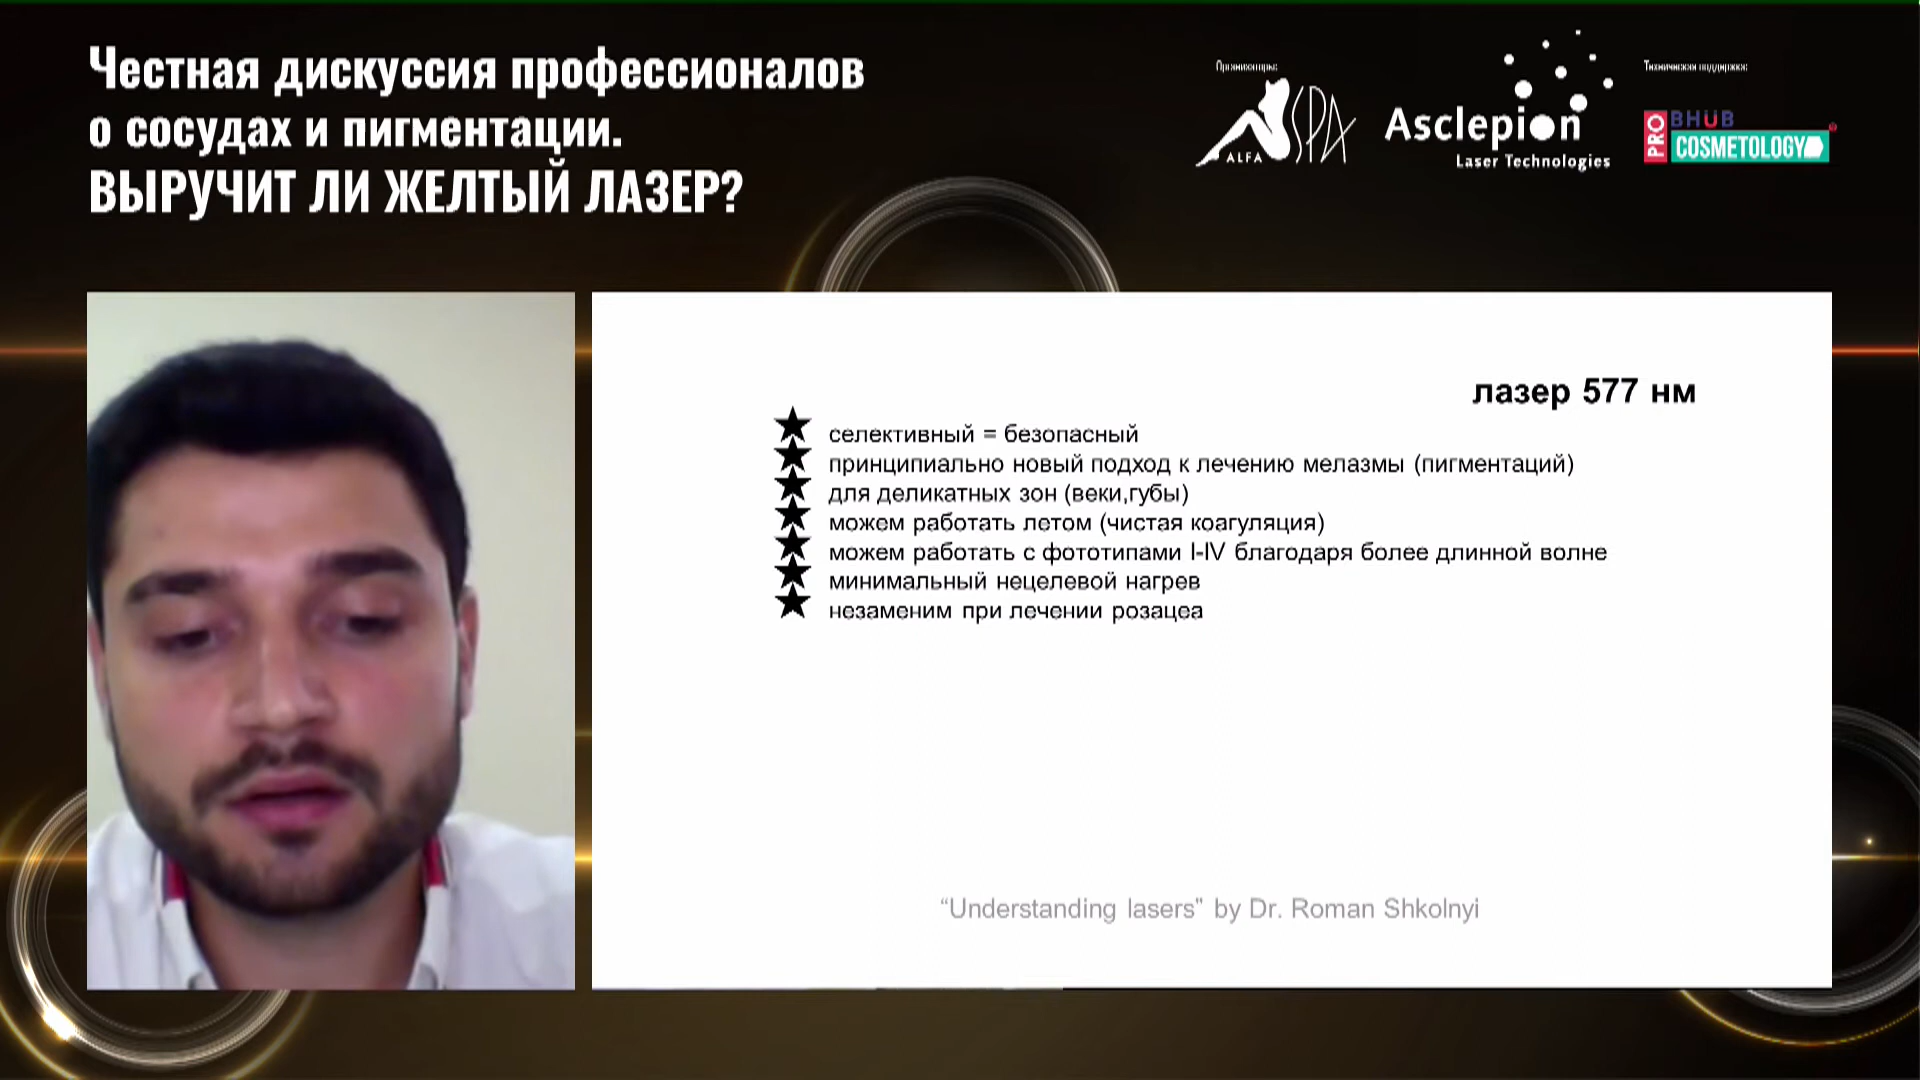 Честная дискуссия профессионалов
о сосудах и пигментации.
ВЫРУЧИТ ЛИ ЖЕЛТЫЙ ЛАЗЕР?
Организаторы:
ALFA SPA
Asclepion
Laser Technologies
Техническая поддержка:
PRO
BHUB
COSMETOLOGY
лазер 577 нм
селективный = безопасный
принципиально новый подход к лечению мелазмы (пигментаций)
для деликатных зон (веки,губы)
можем работать летом (чистая коагуляция)
можем работать с фототипами I-IV благодаря более длинной волне
минимальный нецелевой нагрев
незаменим при лечении розацеа
“Understanding lasers” by Dr. Roman Shkolnyi